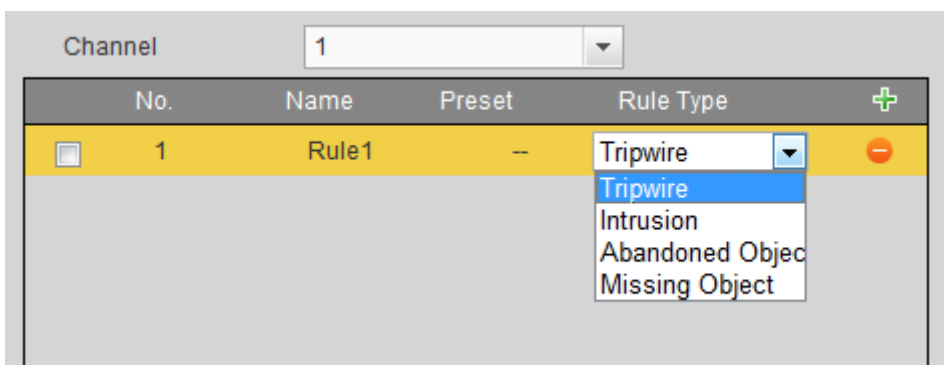 Channel 1
No. Name Preset Rule Type
1 Rule1 -- Tripwire
Tripwire
Intrusion
Abandoned Objec
Missing Object